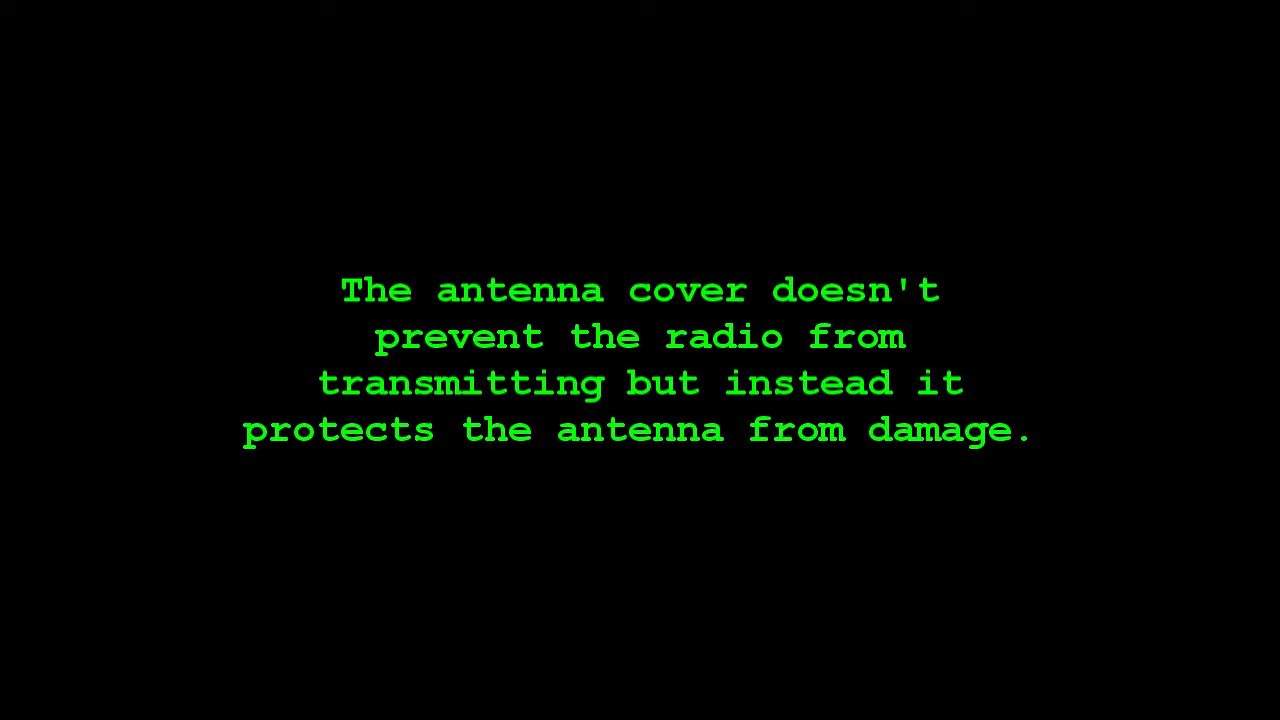 The antenna cover doesn't
prevent the radio from
transmitting but instead it
protects the antenna from damage.